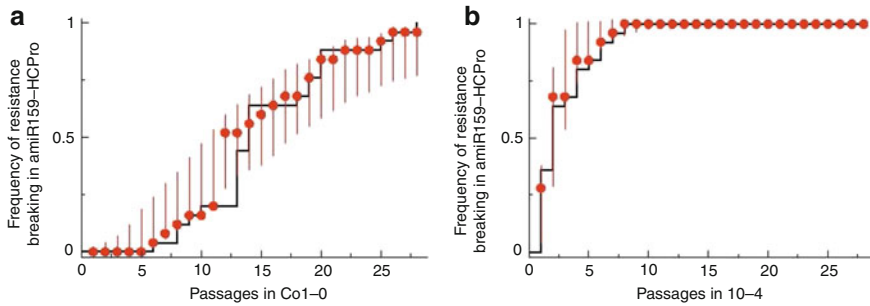 a
Frequency of resistance
breaking in amiR159–HCPro
1
0.5
0
0 5 10 15 20 25
Passages in Co1–0
b
Frequency of resistance
breaking in amiR159–HCPro
1
0.5
0
0 5 10 15 20 25
Passages in 10–4